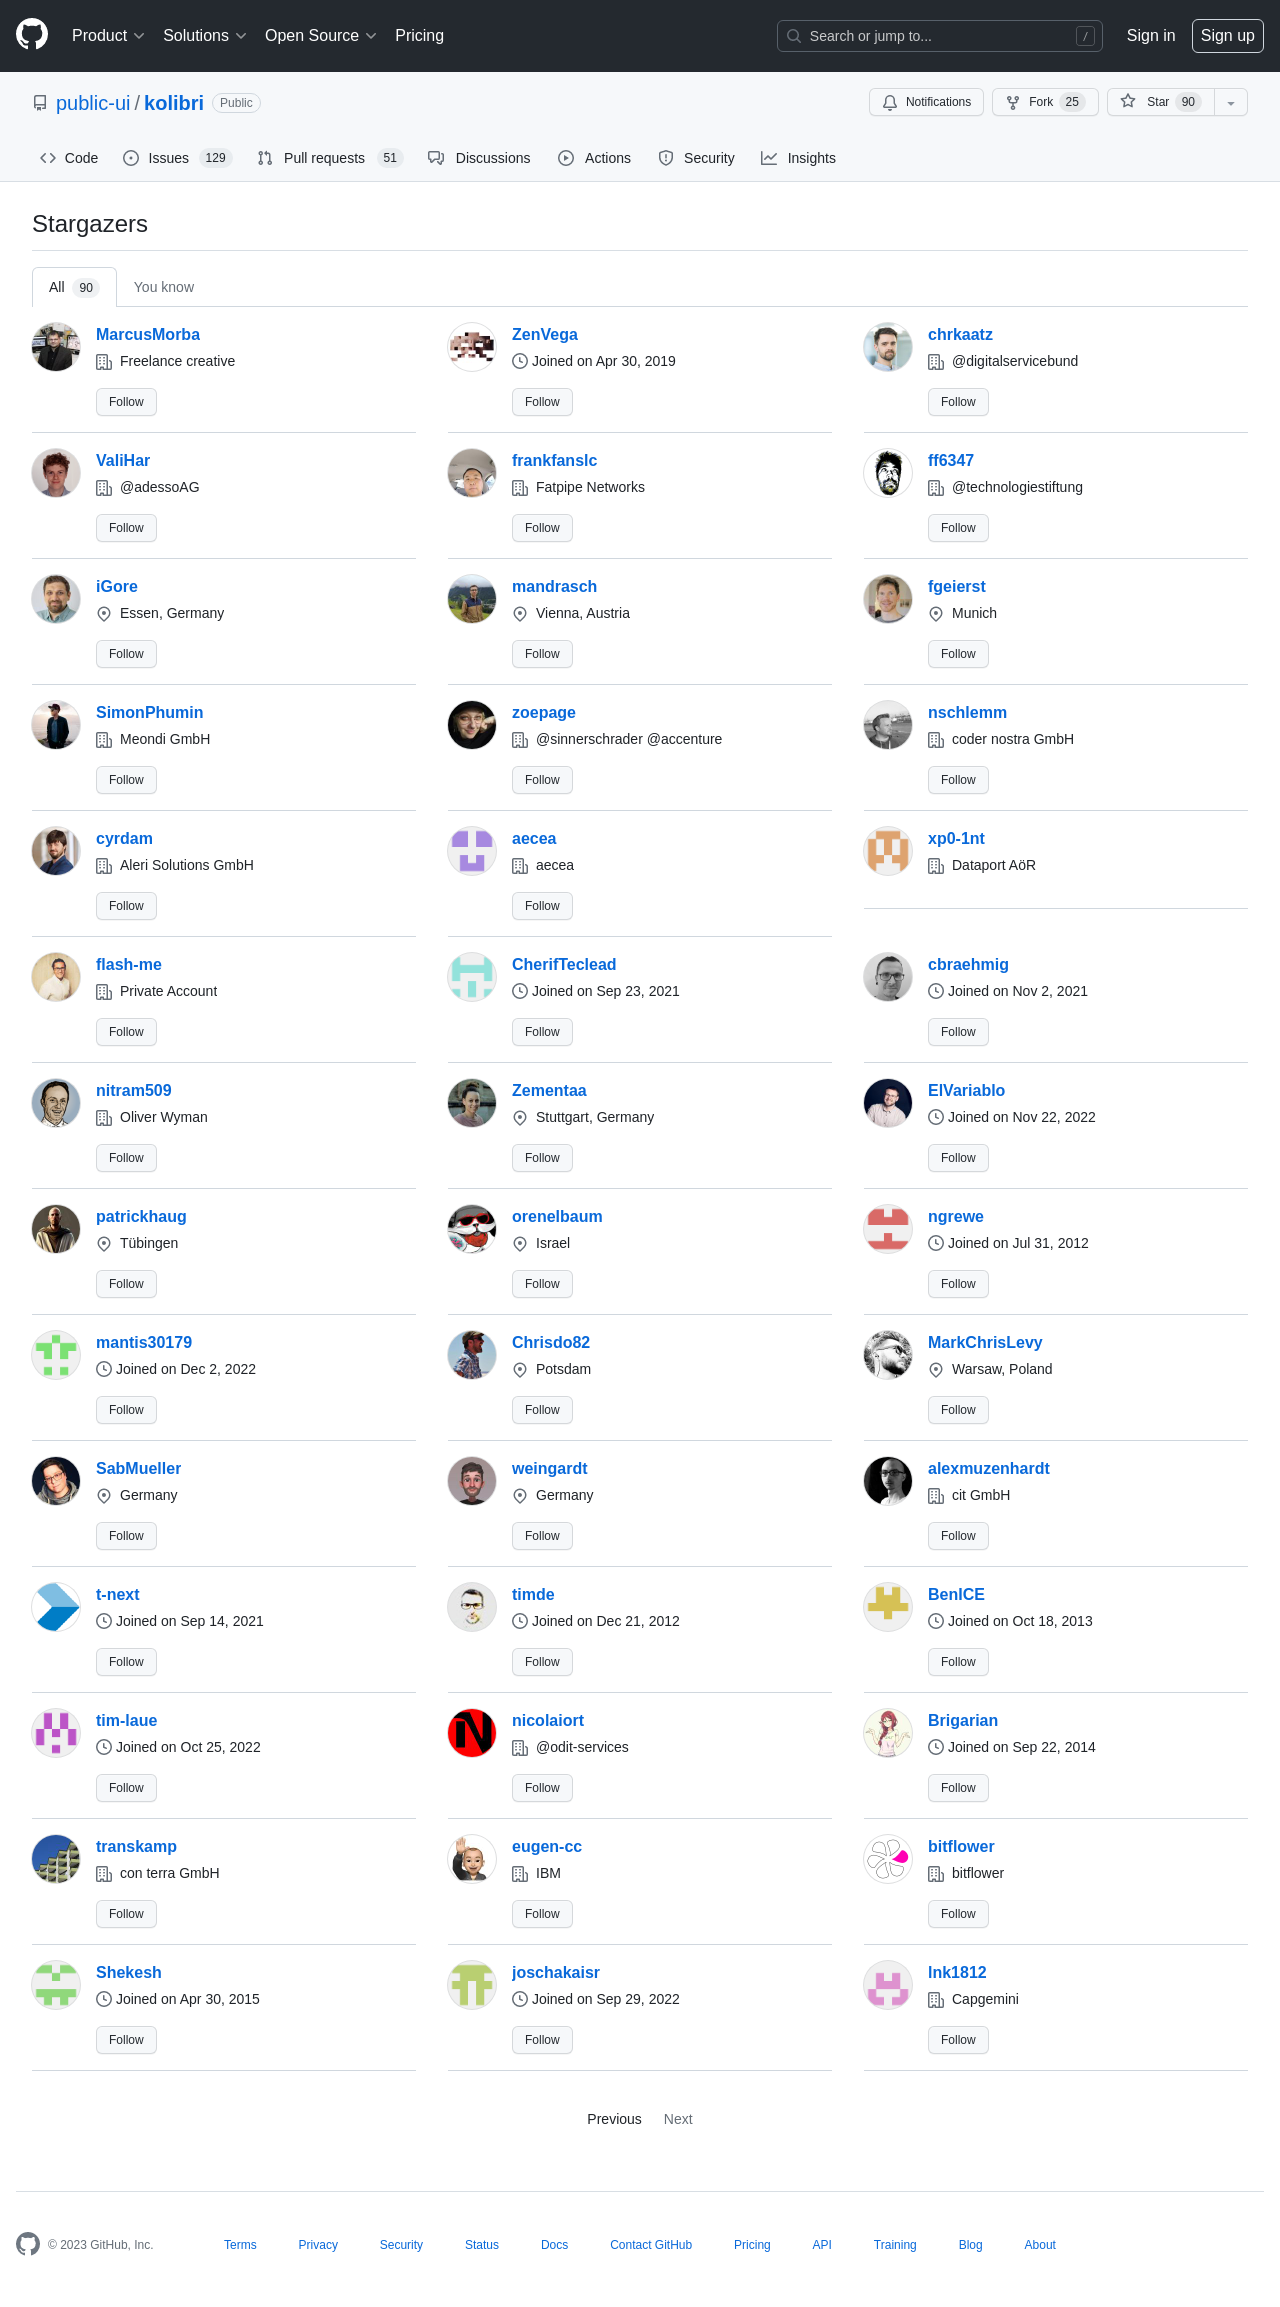 Product Solutions Open Source Pricing Search or jump to... / Sign in Sign up
public-ui / kolibri Public Notifications Fork 25 Star 90
Code Issues 129 Pull requests 51 Discussions Actions Security Insights
Stargazers
All 90 You know
MarcusMorba ZenVega chrkaatz
Freelance creative Joined on Apr 30, 2019 @digitalservicebund
Follow Follow Follow
ValiHar frankfanslc ff6347
@adessoAG Fatpipe Networks @technologiestiftung
Follow Follow Follow
iGore mandrasch fgeierst
Essen, Germany Vienna, Austria Munich
Follow Follow Follow
SimonPhumin zoepage nschlemm
Meondi GmbH @sinnerschrader @accenture coder nostra GmbH
Follow Follow Follow
cyrdam aecea xp0-1nt
Aleri Solutions GmbH aecea Dataport AöR
Follow Follow
flash-me CherifTeclead cbraehmig
Private Account Joined on Sep 23, 2021 Joined on Nov 2, 2021
Follow Follow Follow
nitram509 Zementaa ElVariablo
Oliver Wyman Stuttgart, Germany Joined on Nov 22, 2022
Follow Follow Follow
patrickhaug orenelbaum ngrewe
Tübingen Israel Joined on Jul 31, 2012
Follow Follow Follow
mantis30179 Chrisdo82 MarkChrisLevy
Joined on Dec 2, 2022 Potsdam Warsaw, Poland
Follow Follow Follow
SabMueller weingardt alexmuzenhardt
Germany Germany cit GmbH
Follow Follow Follow
t-next timde BenICE
Joined on Sep 14, 2021 Joined on Dec 21, 2012 Joined on Oct 18, 2013
Follow Follow Follow
tim-laue nicolaiort Brigarian
Joined on Oct 25, 2022 @odit-services Joined on Sep 22, 2014
Follow Follow Follow
transkamp eugen-cc bitflower
con terra GmbH IBM bitflower
Follow Follow Follow
Shekesh joschakaisr lnk1812
Joined on Apr 30, 2015 Joined on Sep 29, 2022 Capgemini
Follow Follow Follow
Previous Next
© 2023 GitHub, Inc. Terms Privacy Security Status Docs Contact GitHub Pricing API Training Blog About